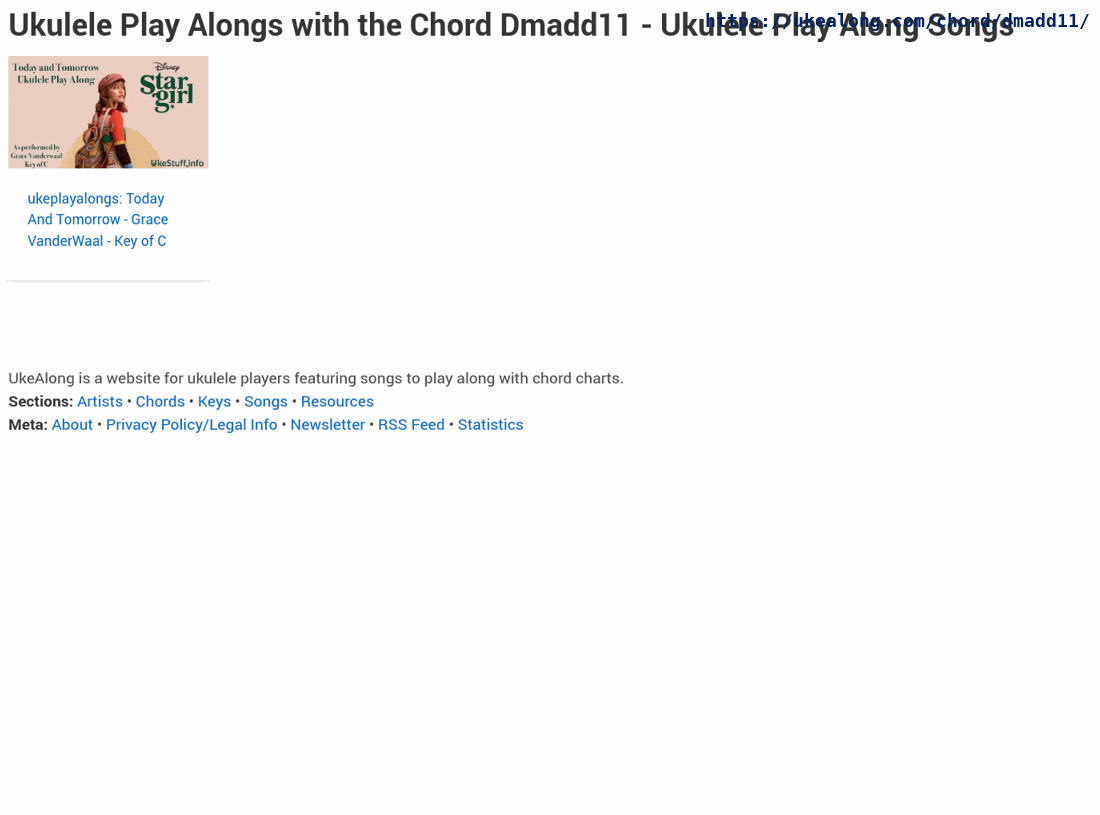 Ukulele Play Alongs with the Chord Dmadd11 - Ukulele Play Along Songs
https://ukealong.com/chord/dmadd11/
Today and Tomorrow
Ukulele Play Along
Disney
Star
girl
As performed by
Grace Vanderwaal
Key of C
UkeStuff.info
ukeplayalongs: Today
And Tomorrow - Grace
VanderWaal - Key of C
UkeAlong is a website for ukulele players featuring songs to play along with chord charts.
Sections: Artists • Chords • Keys • Songs • Resources
Meta: About • Privacy Policy/Legal Info • Newsletter • RSS Feed • Statistics